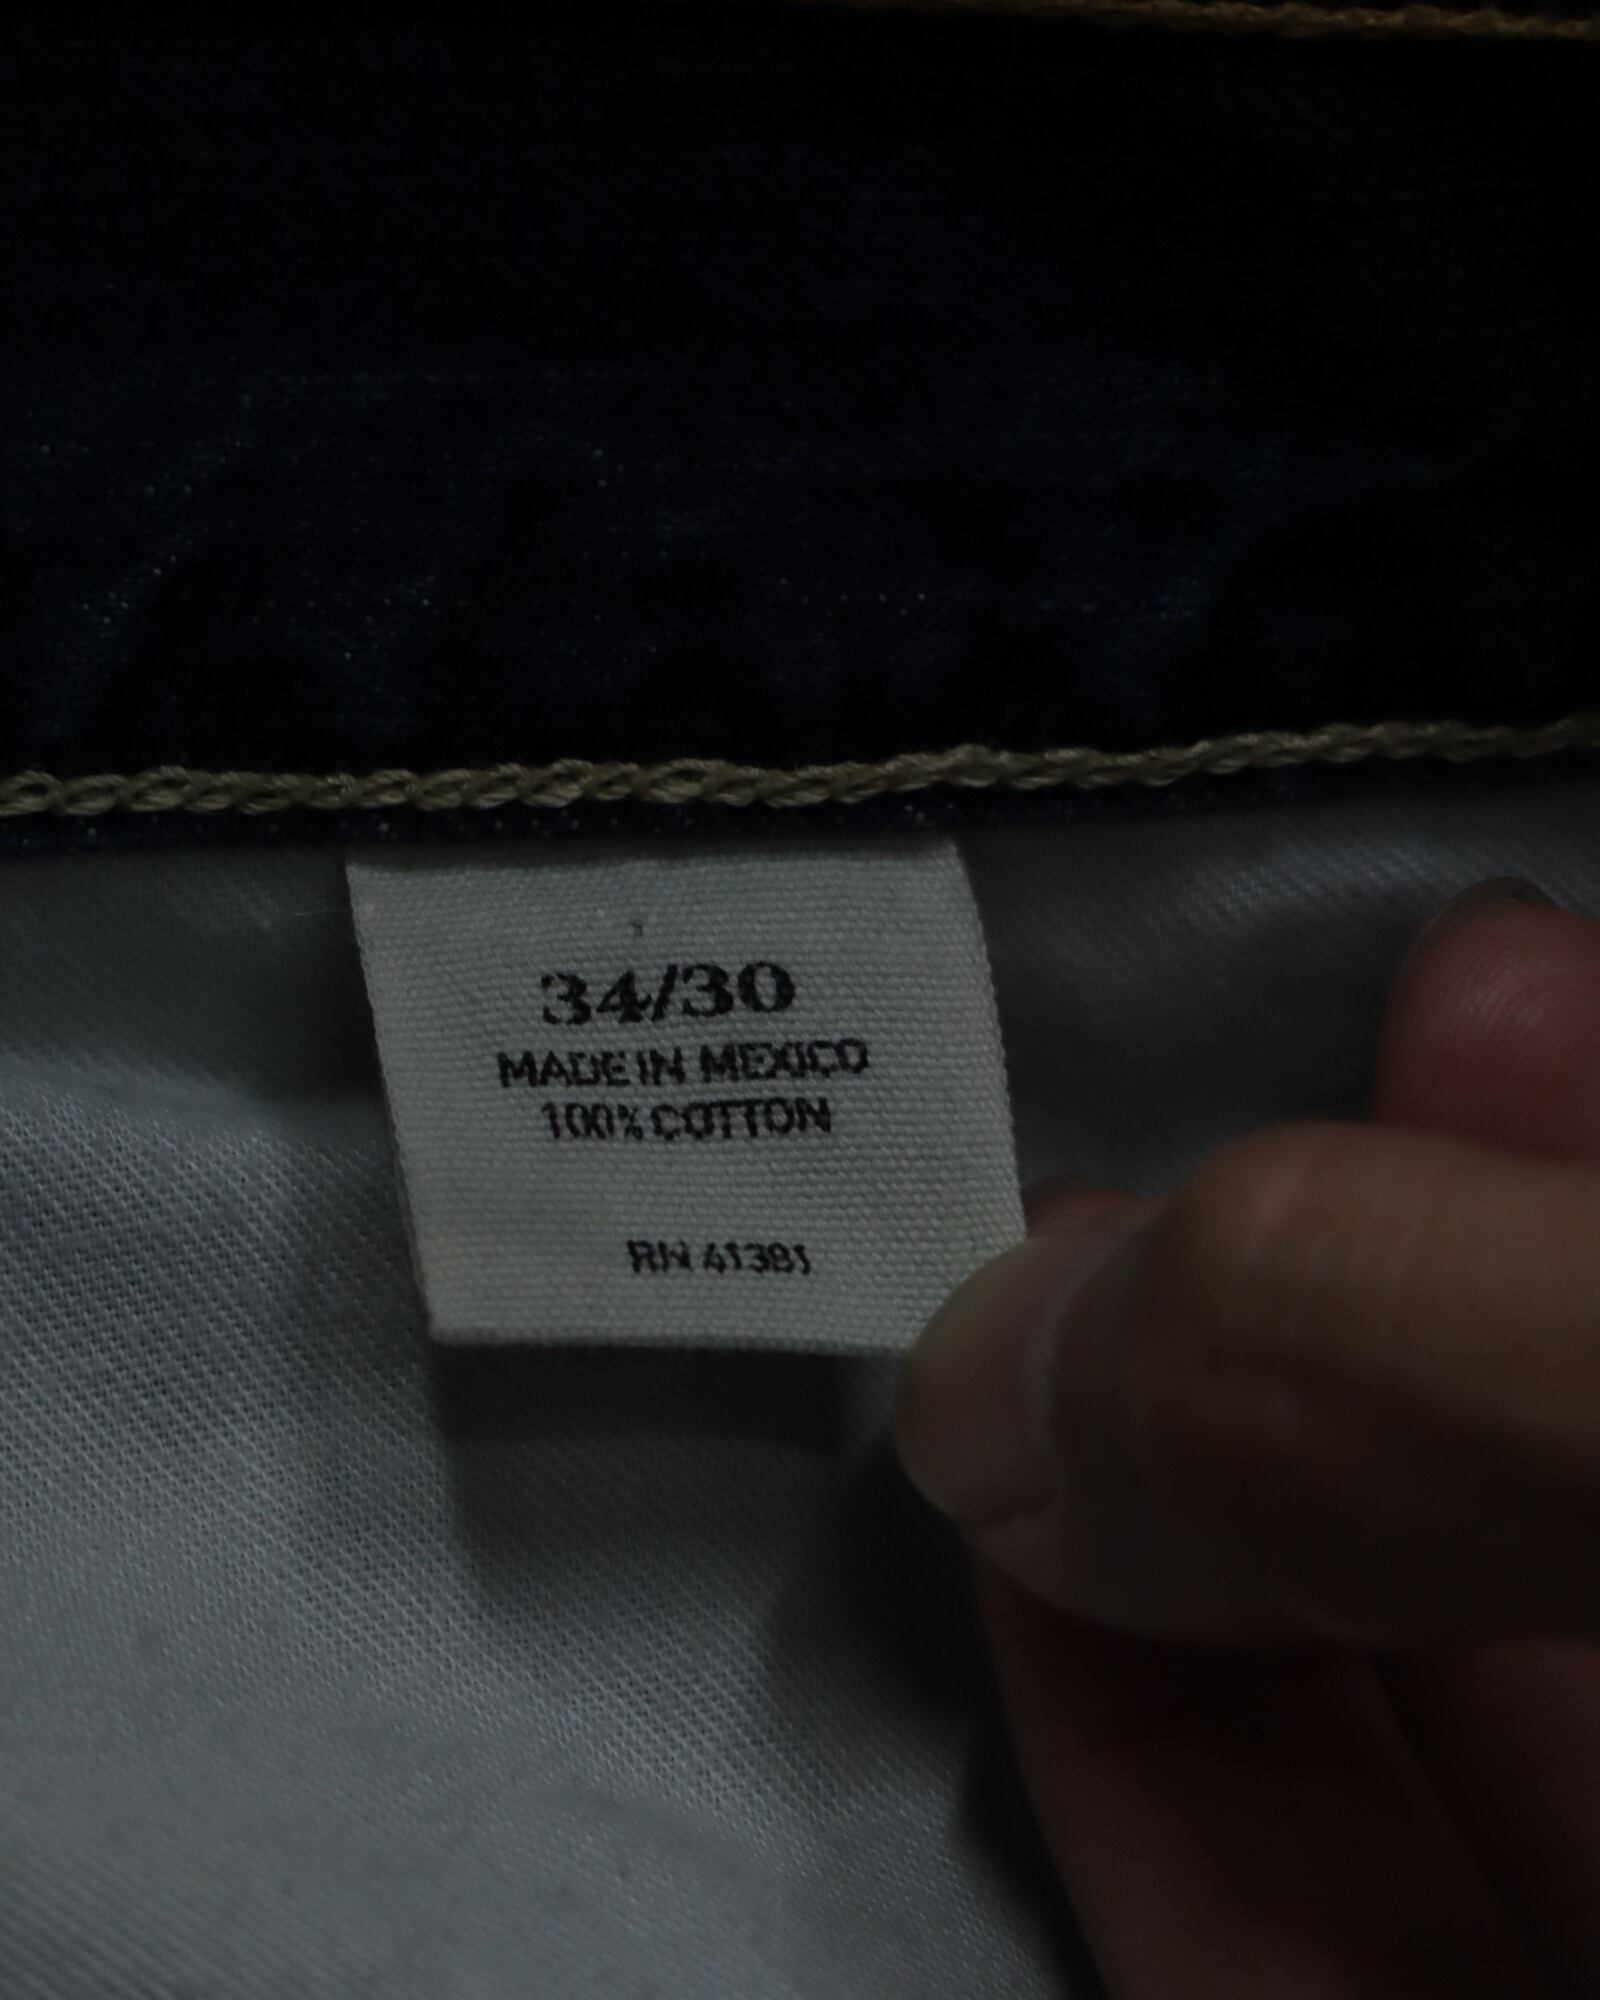 34/30
MADE IN MEXICO
100% COTTON
RN 41381